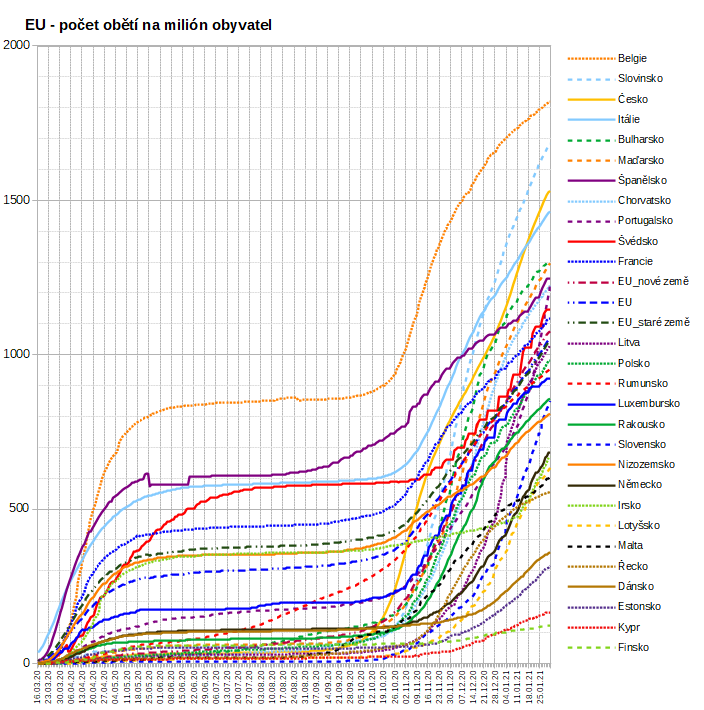 EU - počet obětí na milión obyvatel
2000
1500
1000
500
0
Belgie
Slovinsko
Česko
Itálie
Bulharsko
Maďarsko
Španělsko
Chorvatsko
Portugalsko
Švédsko
Francie
EU_nové země
EU
EU_staré země
Litva
Polsko
Rumunsko
Luxembursko
Rakousko
Slovensko
Nizozemsko
Německo
Irsko
Lotyšsko
Malta
Řecko
Dánsko
Estonsko
Kypr
Finsko
16.03.20
23.03.20
30.03.20
06.04.20
13.04.20
20.04.20
27.04.20
04.05.20
11.05.20
18.05.20
25.05.20
01.06.20
08.06.20
15.06.20
22.06.20
29.06.20
06.07.20
13.07.20
20.07.20
27.07.20
03.08.20
10.08.20
17.08.20
24.08.20
31.08.20
07.09.20
14.09.20
21.09.20
28.09.20
05.10.20
12.10.20
19.10.20
26.10.20
02.11.20
09.11.20
16.11.20
23.11.20
30.11.20
07.12.20
14.12.20
21.12.20
28.12.20
04.01.21
11.01.21
18.01.21
25.01.21